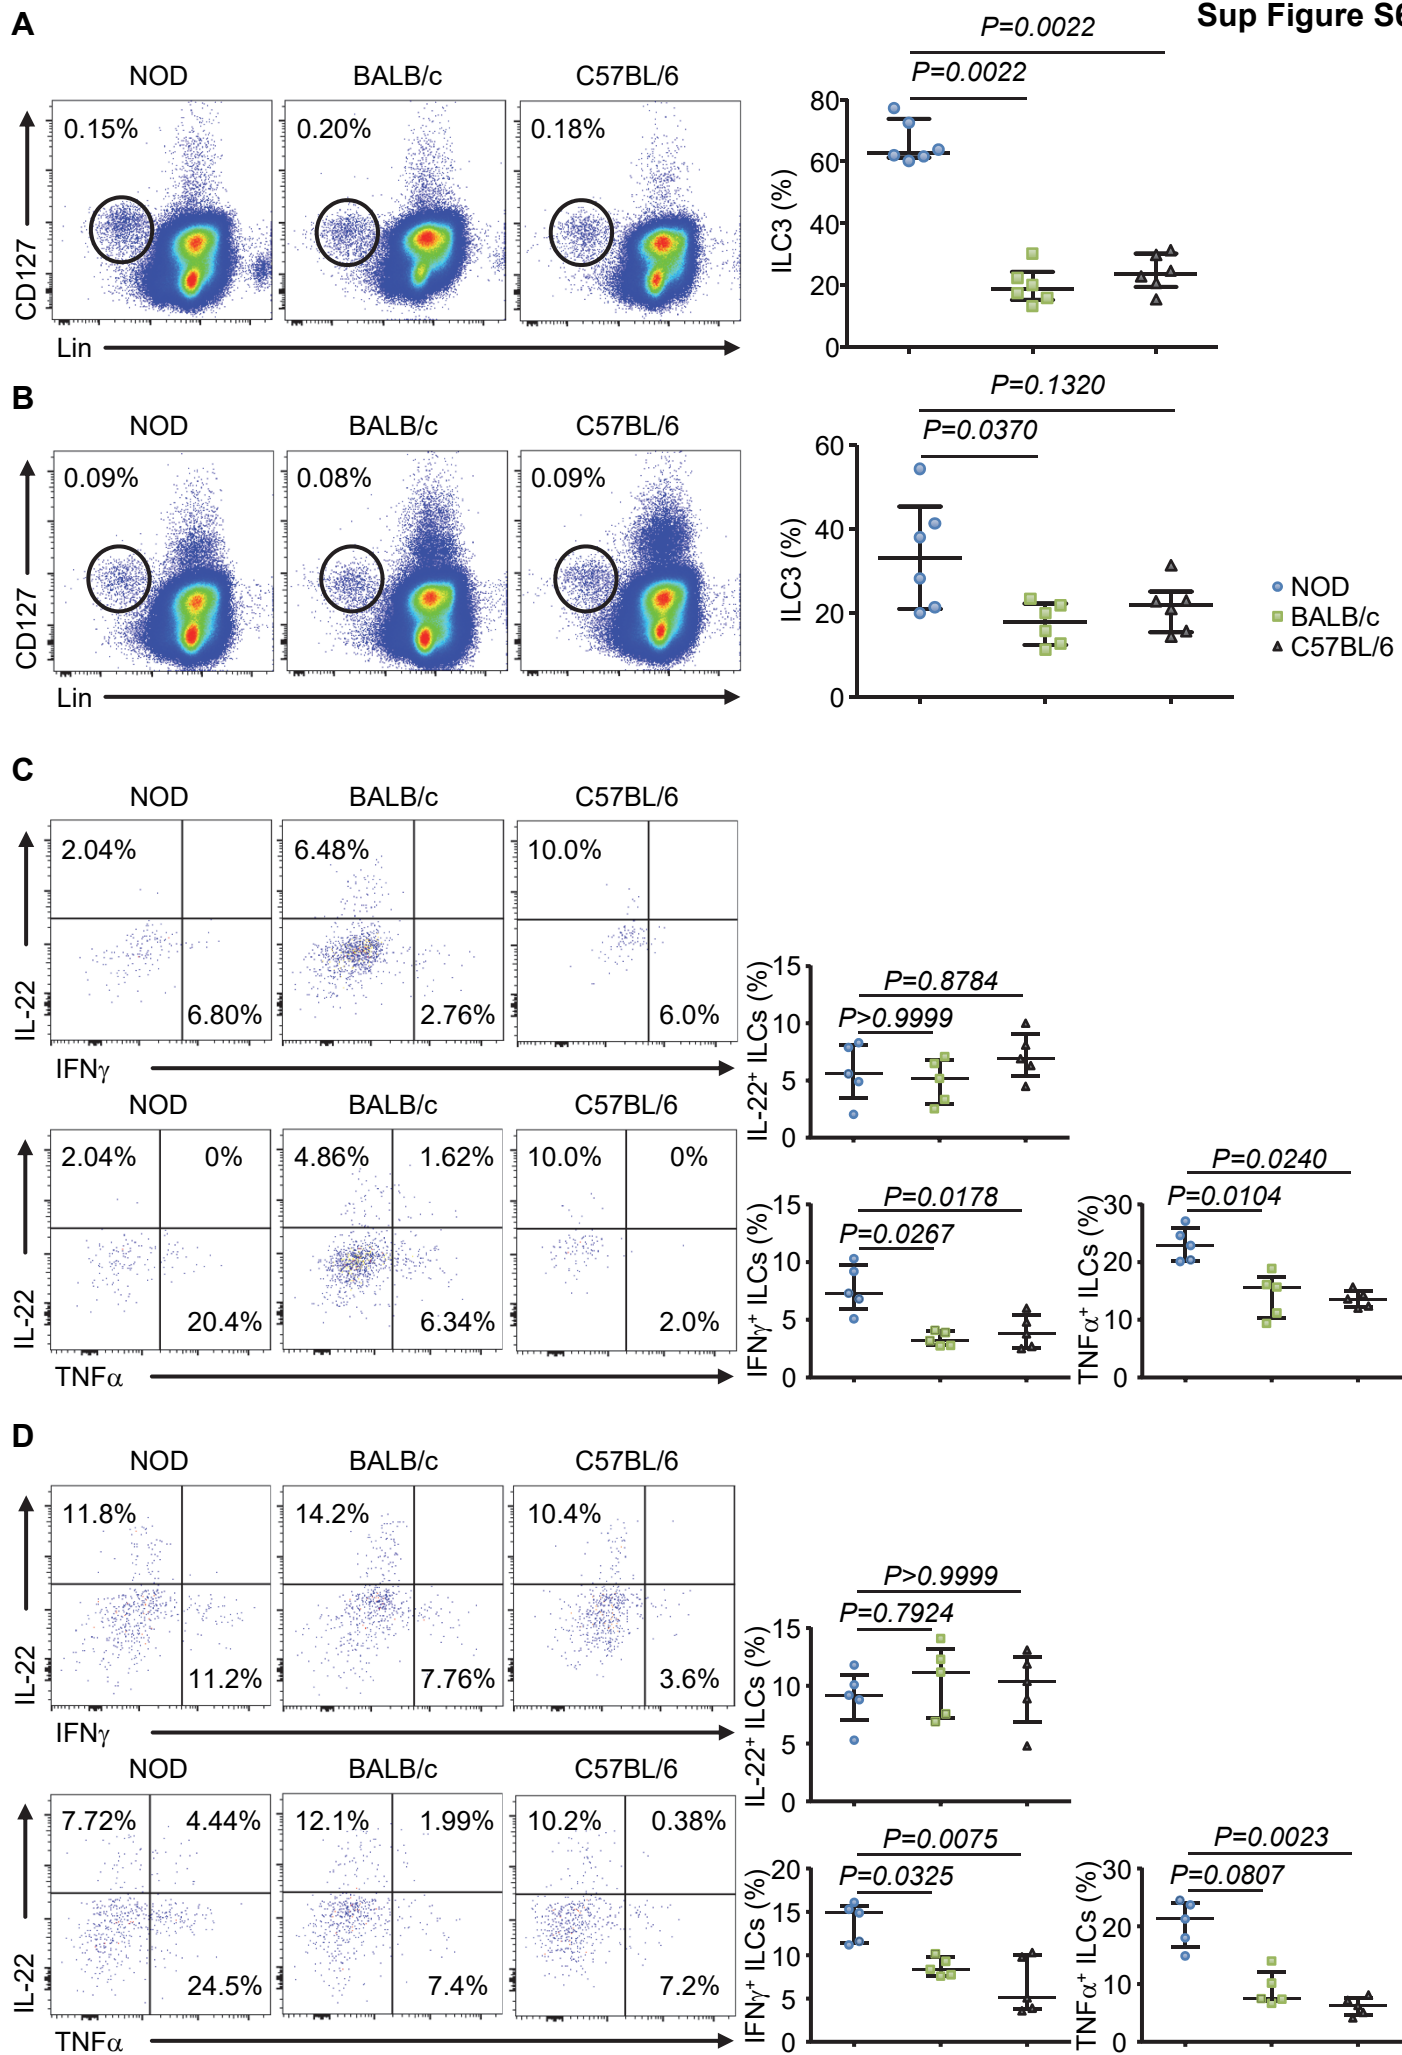 Sup Figure S6
A
NOD BALB/c C57BL/6
0.15% 0.20% 0.18%
CD127
Lin
P=0.0022
P=0.0022
ILC3 (%)
80
60
40
20
0
B
NOD BALB/c C57BL/6
0.09% 0.08% 0.09%
CD127
Lin
P=0.1320
P=0.0370
ILC3 (%)
60
40
20
0
NOD
BALB/c
C57BL/6
C
NOD BALB/c C57BL/6
2.04% 6.48% 10.0%
6.80% 2.76% 6.0%
IL-22
IFNγ
NOD BALB/c C57BL/6
2.04% 0% 4.86% 1.62% 10.0% 0%
20.4% 6.34% 2.0%
IL-22
TNFα
P=0.8784
P>0.9999
IL-22⁺ ILCs (%)
15
10
5
0
P=0.0178
P=0.0267
IFNγ⁺ ILCs (%)
15
10
5
0
P=0.0240
P=0.0104
TNFα⁺ ILCs (%)
30
20
10
0
D
NOD BALB/c C57BL/6
11.8% 14.2% 10.4%
11.2% 7.76% 3.6%
IL-22
IFNγ
NOD BALB/c C57BL/6
7.72% 4.44% 12.1% 1.99% 10.2% 0.38%
24.5% 7.4% 7.2%
IL-22
TNFα
P>0.9999
P=0.7924
IL-22⁺ ILCs (%)
15
10
5
0
P=0.0075
P=0.0325
IFNγ⁺ ILCs (%)
20
15
10
5
0
P=0.0023
P=0.0807
TNFα⁺ ILCs (%)
30
20
10
0